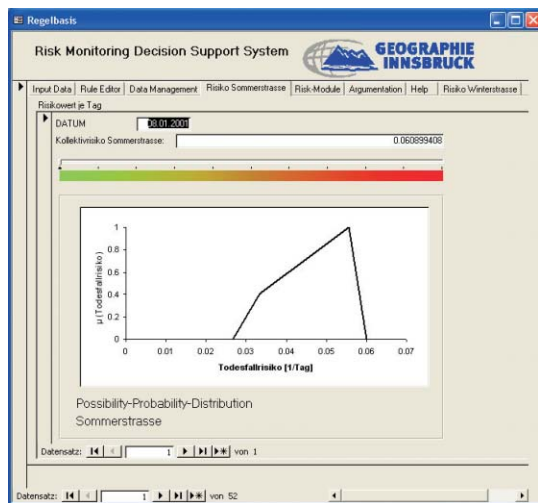 Regelbasis
Risk Monitoring Decision Support System
GEOGRAPHIE
INNSBRUCK
Input Data Rule Editor Data Management Risiko Sommerstrasse Risk-Module Argumentation Help Risiko Winterstrasse
Risikowert je Tag
DATUM 08.01.2001
Kollektivrisiko Sommerstrasse: 0.060899408
µ (Todesfallrisiko)
1
0.8
0.6
0.4
0.2
0
0 0.01 0.02 0.03 0.04 0.05 0.06 0.07
Todesfallrisiko [1/Tag]
Possibility-Probability-Distribution
Sommerstrasse
Datensatz: 1 von 1
Datensatz: 1 von 52